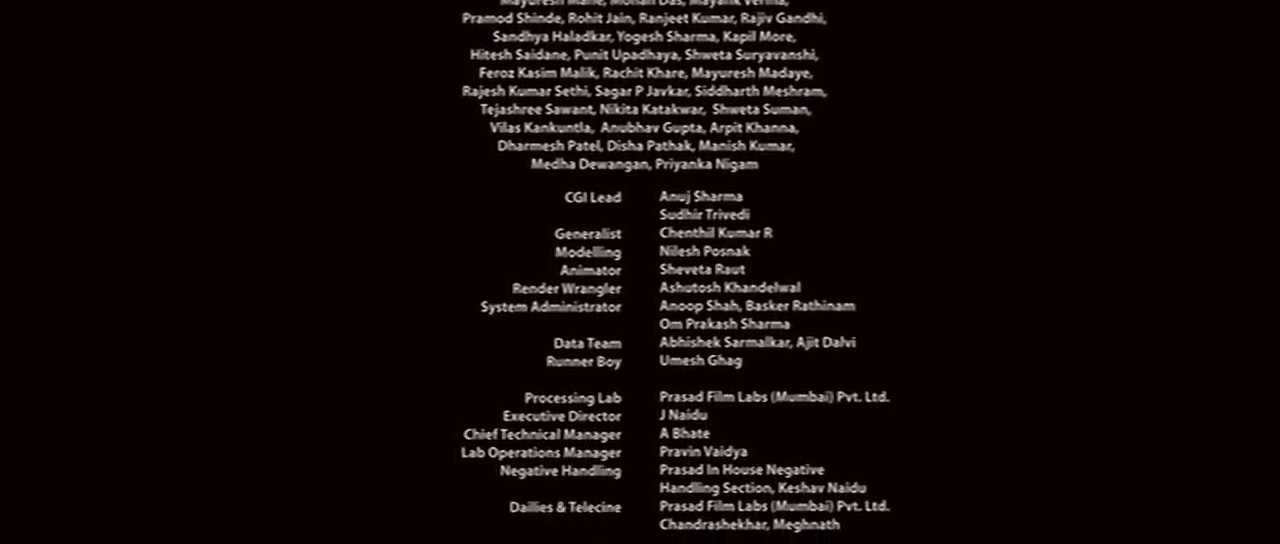 Mayuresh Mane, Mohan Das, Mayank Verma,
Pramod Shinde, Rohit Jain, Ranjeet Kumar, Rajiv Gandhi,
Sandhya Haladkar, Yogesh Sharma, Kapil More,
Hitesh Saidane, Punit Upadhaya, Shweta Suryavanshi,
Feroz Kasim Malik, Rachit Khare, Mayuresh Madaye,
Rajesh Kumar Sethi, Sagar P Javkar, Siddharth Meshram,
Tejashree Sawant, Nikita Katakwar, Shweta Suman,
Vilas Kankuntla, Anubhav Gupta, Arpit Khanna,
Dharmesh Patel, Disha Pathak, Manish Kumar,
Medha Dewangan, Priyanka Nigam
CGI Lead Anuj Sharma
Sudhir Trivedi
Generalist Chenthil Kumar R
Modelling Nilesh Posnak
Animator Sheveta Raut
Render Wrangler Ashutosh Khandelwal
System Administrator Anoop Shah, Basker Rathinam
Om Prakash Sharma
Data Team Abhishek Sarmalkar, Ajit Dalvi
Runner Boy Umesh Ghag
Processing Lab Prasad Film Labs (Mumbai) Pvt. Ltd.
Executive Director J Naidu
Chief Technical Manager A Bhate
Lab Operations Manager Pravin Vaidya
Negative Handling Prasad In House Negative
Handling Section, Keshav Naidu
Dailies & Telecine Prasad Film Labs (Mumbai) Pvt. Ltd.
Chandrashekhar, Meghnath